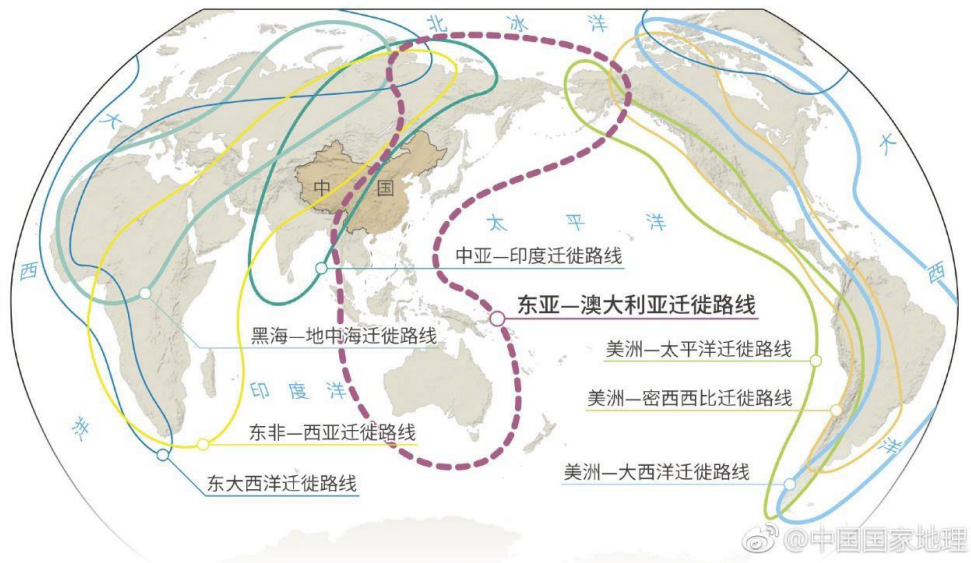 北冰洋
大
西
洋
大
西
洋
中国
太平洋
中亚—印度迁徙路线
东亚—澳大利亚迁徙路线
黑海—地中海迁徙路线
美洲—太平洋迁徙路线
印度洋
美洲—密西西比迁徙路线
东非—西亚迁徙路线
美洲—大西洋迁徙路线
东大西洋迁徙路线
@中国国家地理